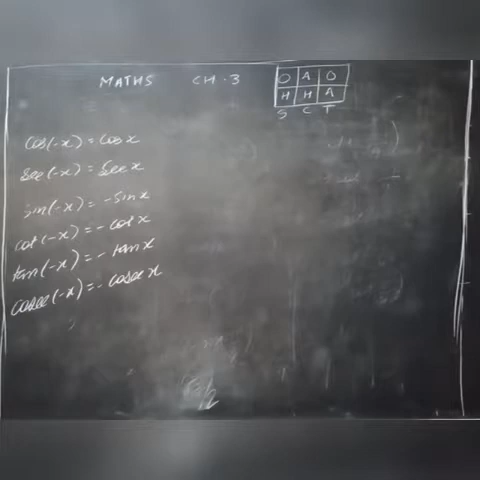 MATHS CH.3
O A O
H H A
S C T
cos(-x) = cos x
sec(-x) = sec x
sin(-x) = -sin x
cot(-x) = - cot x
tan(-x) = - tan x
cosec(-x) = - cosec x